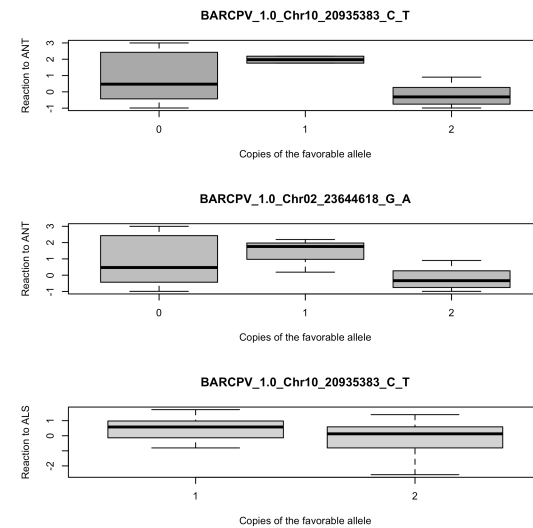 BARCPV_1.0_Chr10_20935383_C_T
Reaction to ANT
3
2
1
0
-1
0 1 2
Copies of the favorable allele
BARCPV_1.0_Chr02_23644618_G_A
Reaction to ANT
3
2
1
0
-1
0 1 2
Copies of the favorable allele
BARCPV_1.0_Chr10_20935383_C_T
Reaction to ALS
1
0
-2
1 2
Copies of the favorable allele